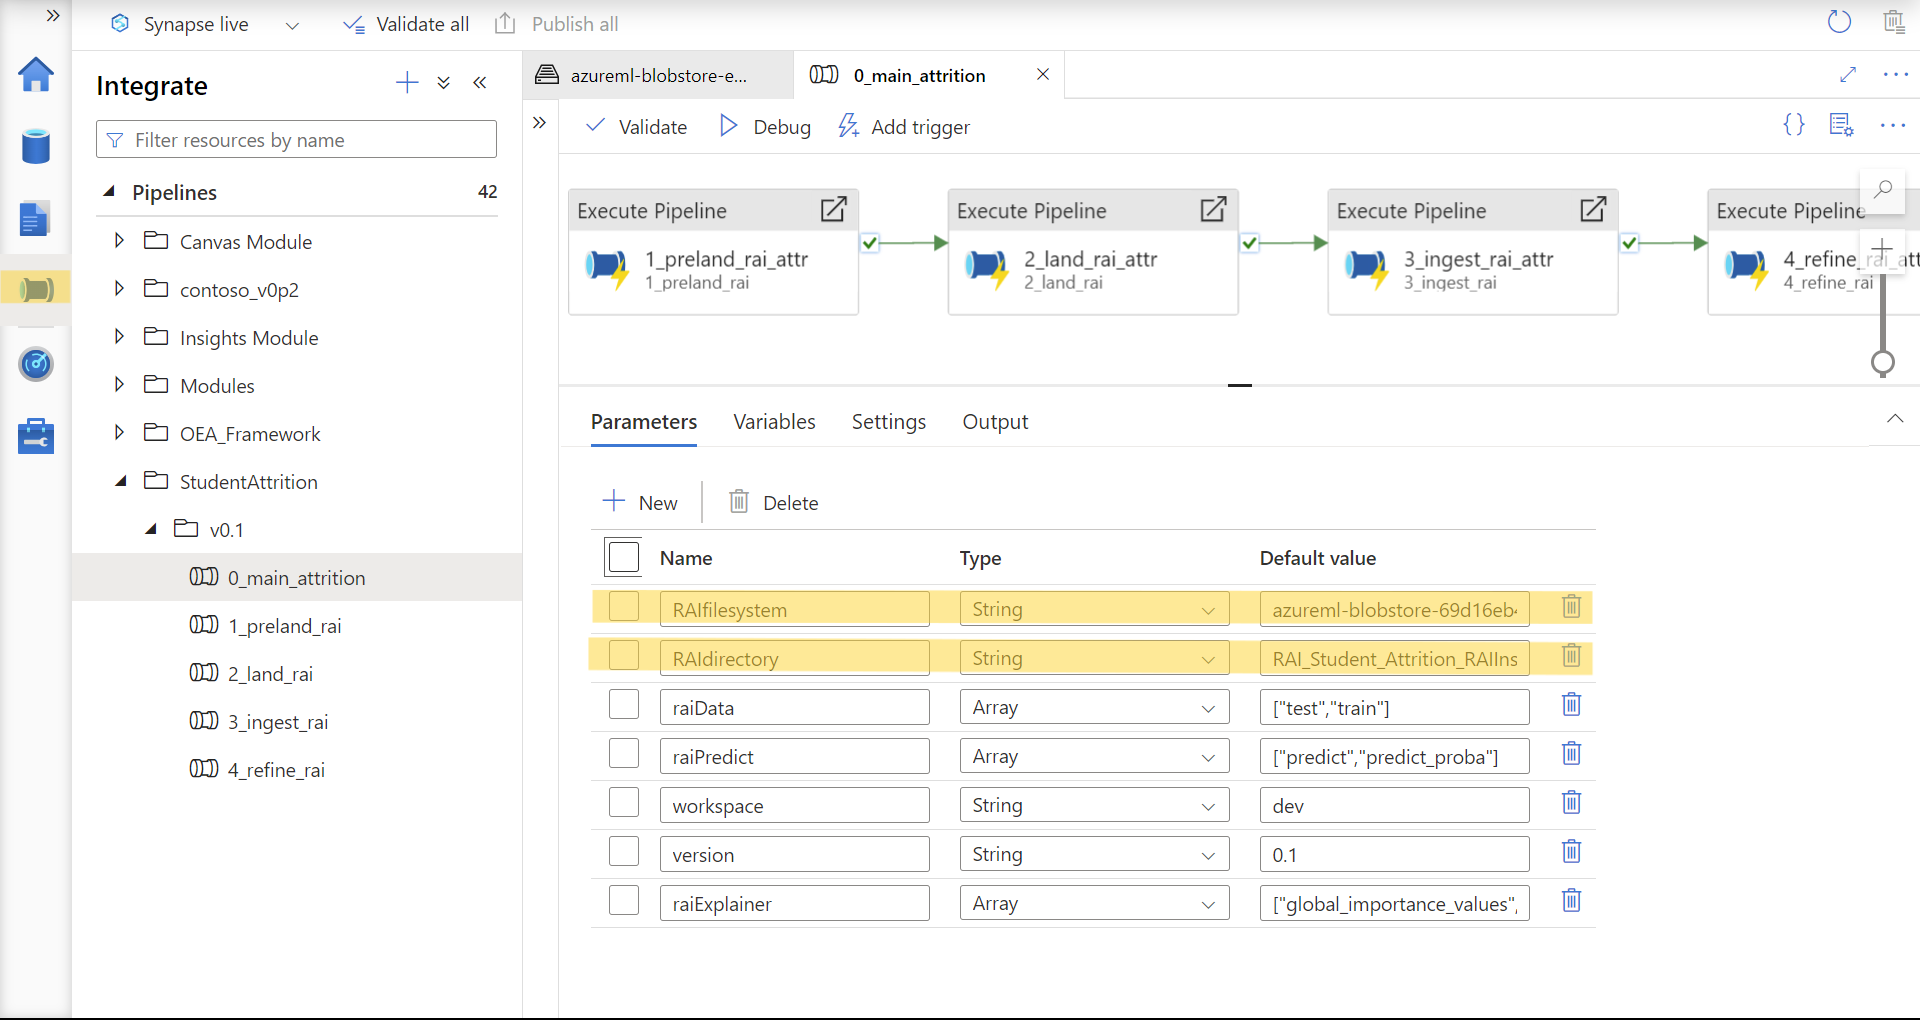 Synapse live
Validate all
Publish all
Integrate
Filter resources by name
Pipelines 42
Canvas Module
contoso_v0p2
Insights Module
Modules
OEA_Framework
StudentAttrition
v0.1
0_main_attrition
1_preland_rai
2_land_rai
3_ingest_rai
4_refine_rai
azureml-blobstore-e...
0_main_attrition
Validate
Debug
Add trigger
Execute Pipeline
1_preland_rai_attr
1_preland_rai
Execute Pipeline
2_land_rai_attr
2_land_rai
Execute Pipeline
3_ingest_rai_attr
3_ingest_rai
Execute Pipeline
4_refine_rai_att
4_refine_rai
Parameters Variables Settings Output
New Delete
Name Type Default value
RAIfilesystem String azureml-blobstore-69d16eb4
RAIdirectory String RAI_Student_Attrition_RAIIns
raiData Array ["test","train"]
raiPredict Array ["predict","predict_proba"]
workspace String dev
version String 0.1
raiExplainer Array ["global_importance_values",